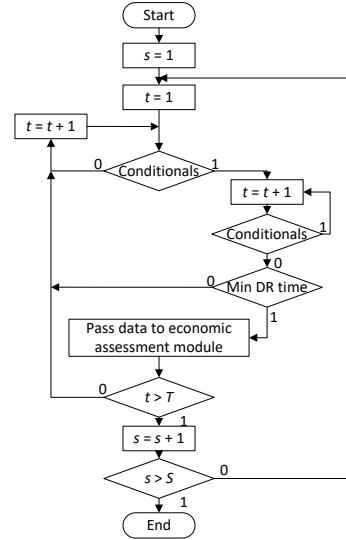 Start
s = 1
t = 1
t = t + 1
Conditionals
0
1
t = t + 1
Conditionals
1
0
Min DR time
0
1
Pass data to economic
assessment module
t > T
0
1
s = s + 1
s > S
0
1
End